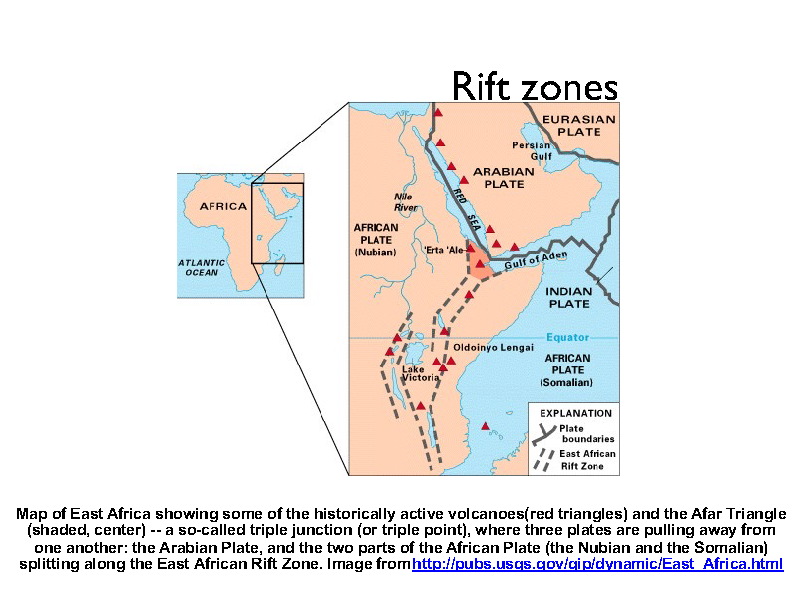 Rift zones
EURASIAN
PLATE
Persian
Gulf
ARABIAN
PLATE
Nile
River
RED SEA
AFRICA
AFRICAN
PLATE
(Nubian)
'Erta 'Ale
Gulf of Aden
ATLANTIC
OCEAN
INDIAN
PLATE
Equator
Oldoinyo Lengai
AFRICAN
PLATE
(Somalian)
Lake
Victoria
EXPLANATION
Plate
boundaries
East African
Rift Zone
Map of East Africa showing some of the historically active volcanoes(red triangles) and the Afar Triangle
(shaded, center) -- a so-called triple junction (or triple point), where three plates are pulling away from
one another: the Arabian Plate, and the two parts of the African Plate (the Nubian and the Somalian)
splitting along the East African Rift Zone. Image from http://pubs.usgs.gov/gip/dynamic/East_Africa.html